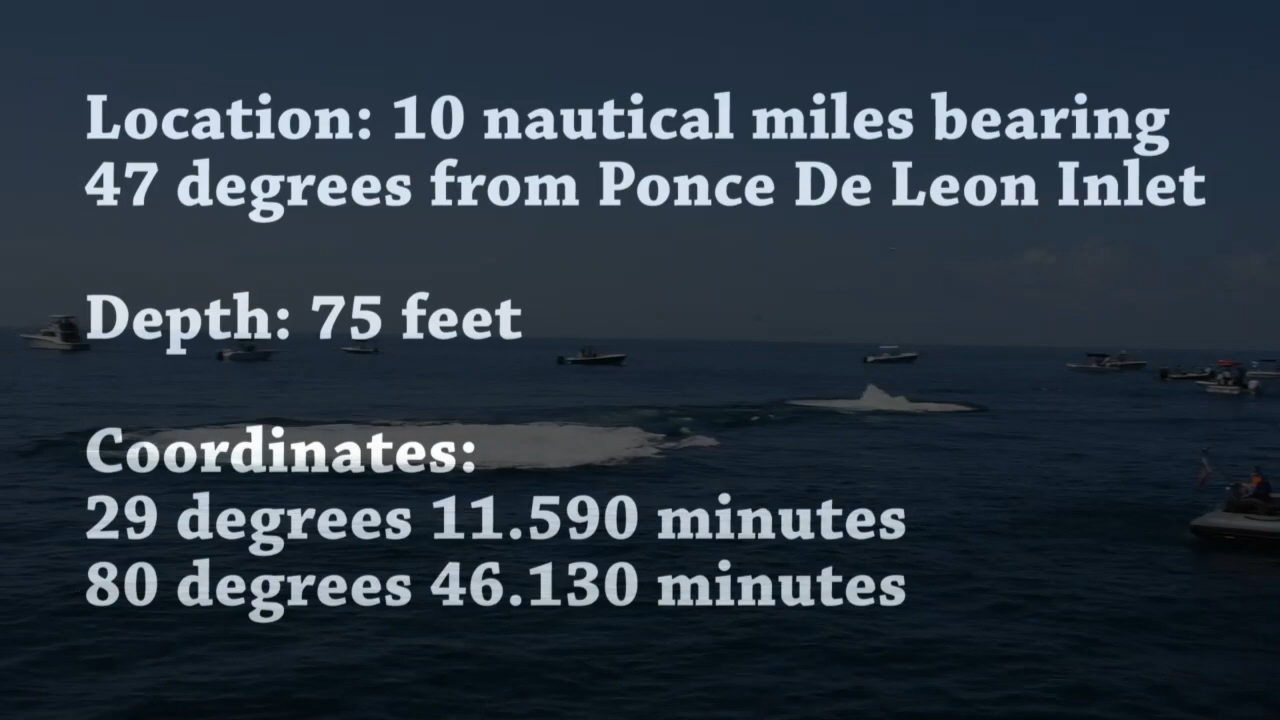 Location: 10 nautical miles bearing
47 degrees from Ponce De Leon Inlet
Depth: 75 feet
Coordinates:
29 degrees 11.590 minutes
80 degrees 46.130 minutes